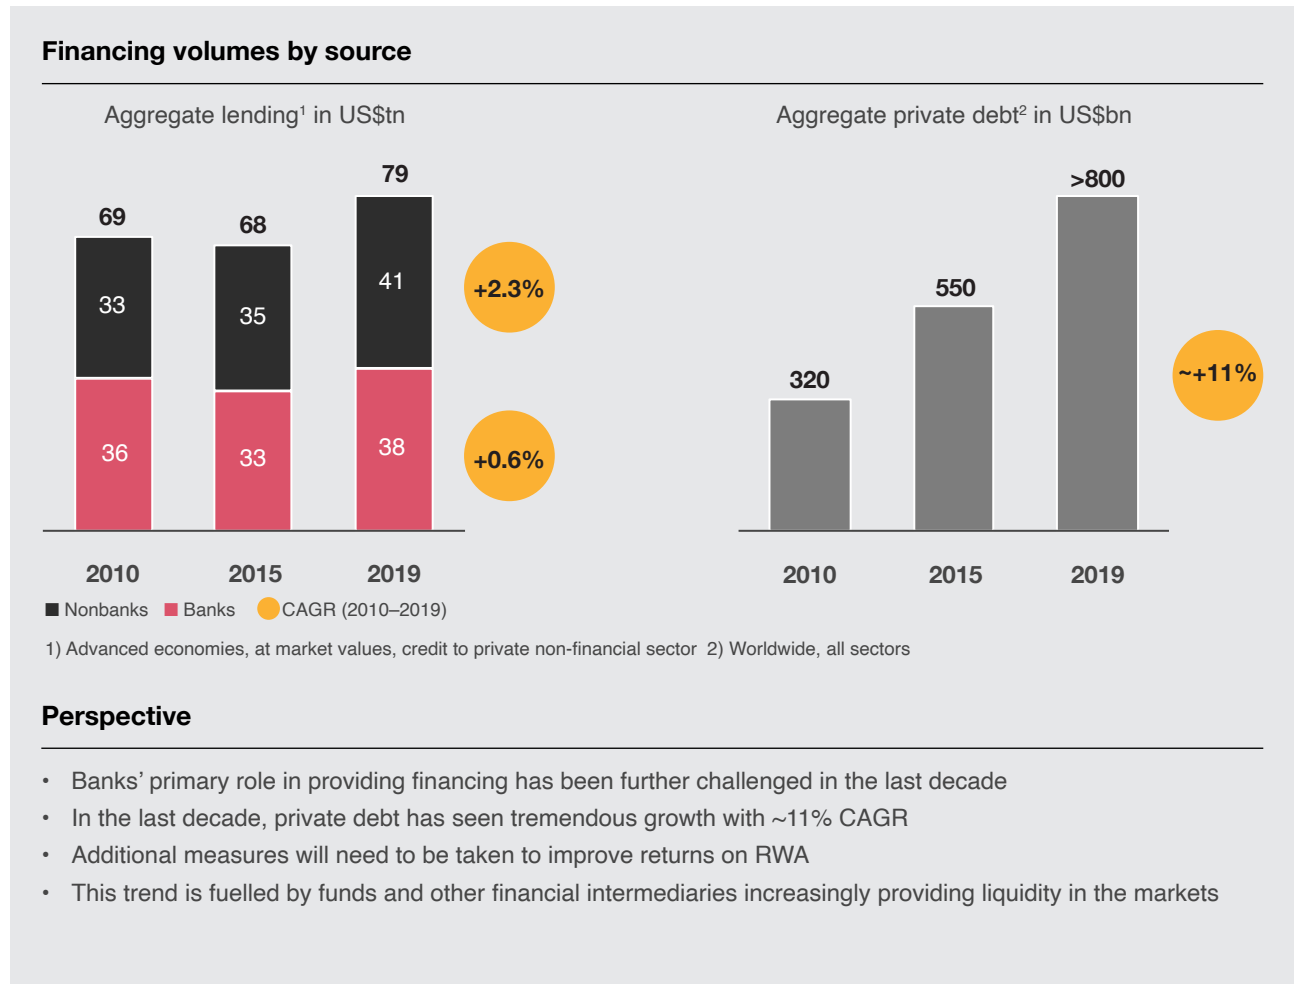 Financing volumes by source
Aggregate lending¹ in US$tn
79
69
68
41
33
35
+2.3%
36
33
38
+0.6%
2010 2015 2019
Nonbanks Banks CAGR (2010–2019)
Aggregate private debt² in US$bn
>800
550
320
~+11%
2010 2015 2019
1) Advanced economies, at market values, credit to private non-financial sector 2) Worldwide, all sectors
Perspective
• Banks’ primary role in providing financing has been further challenged in the last decade
• In the last decade, private debt has seen tremendous growth with ~11% CAGR
• Additional measures will need to be taken to improve returns on RWA
• This trend is fuelled by funds and other financial intermediaries increasingly providing liquidity in the markets